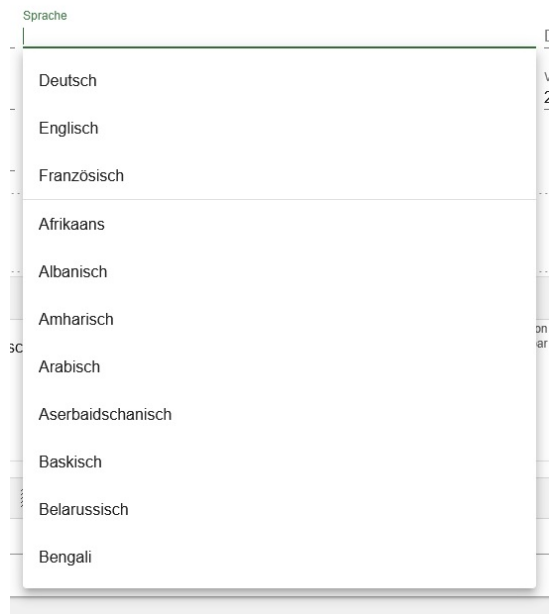 Sprache
Deutsch
Englisch
Französisch
Afrikaans
Albanisch
Amharisch
Arabisch
Aserbaidschanisch
Baskisch
Belarussisch
Bengali